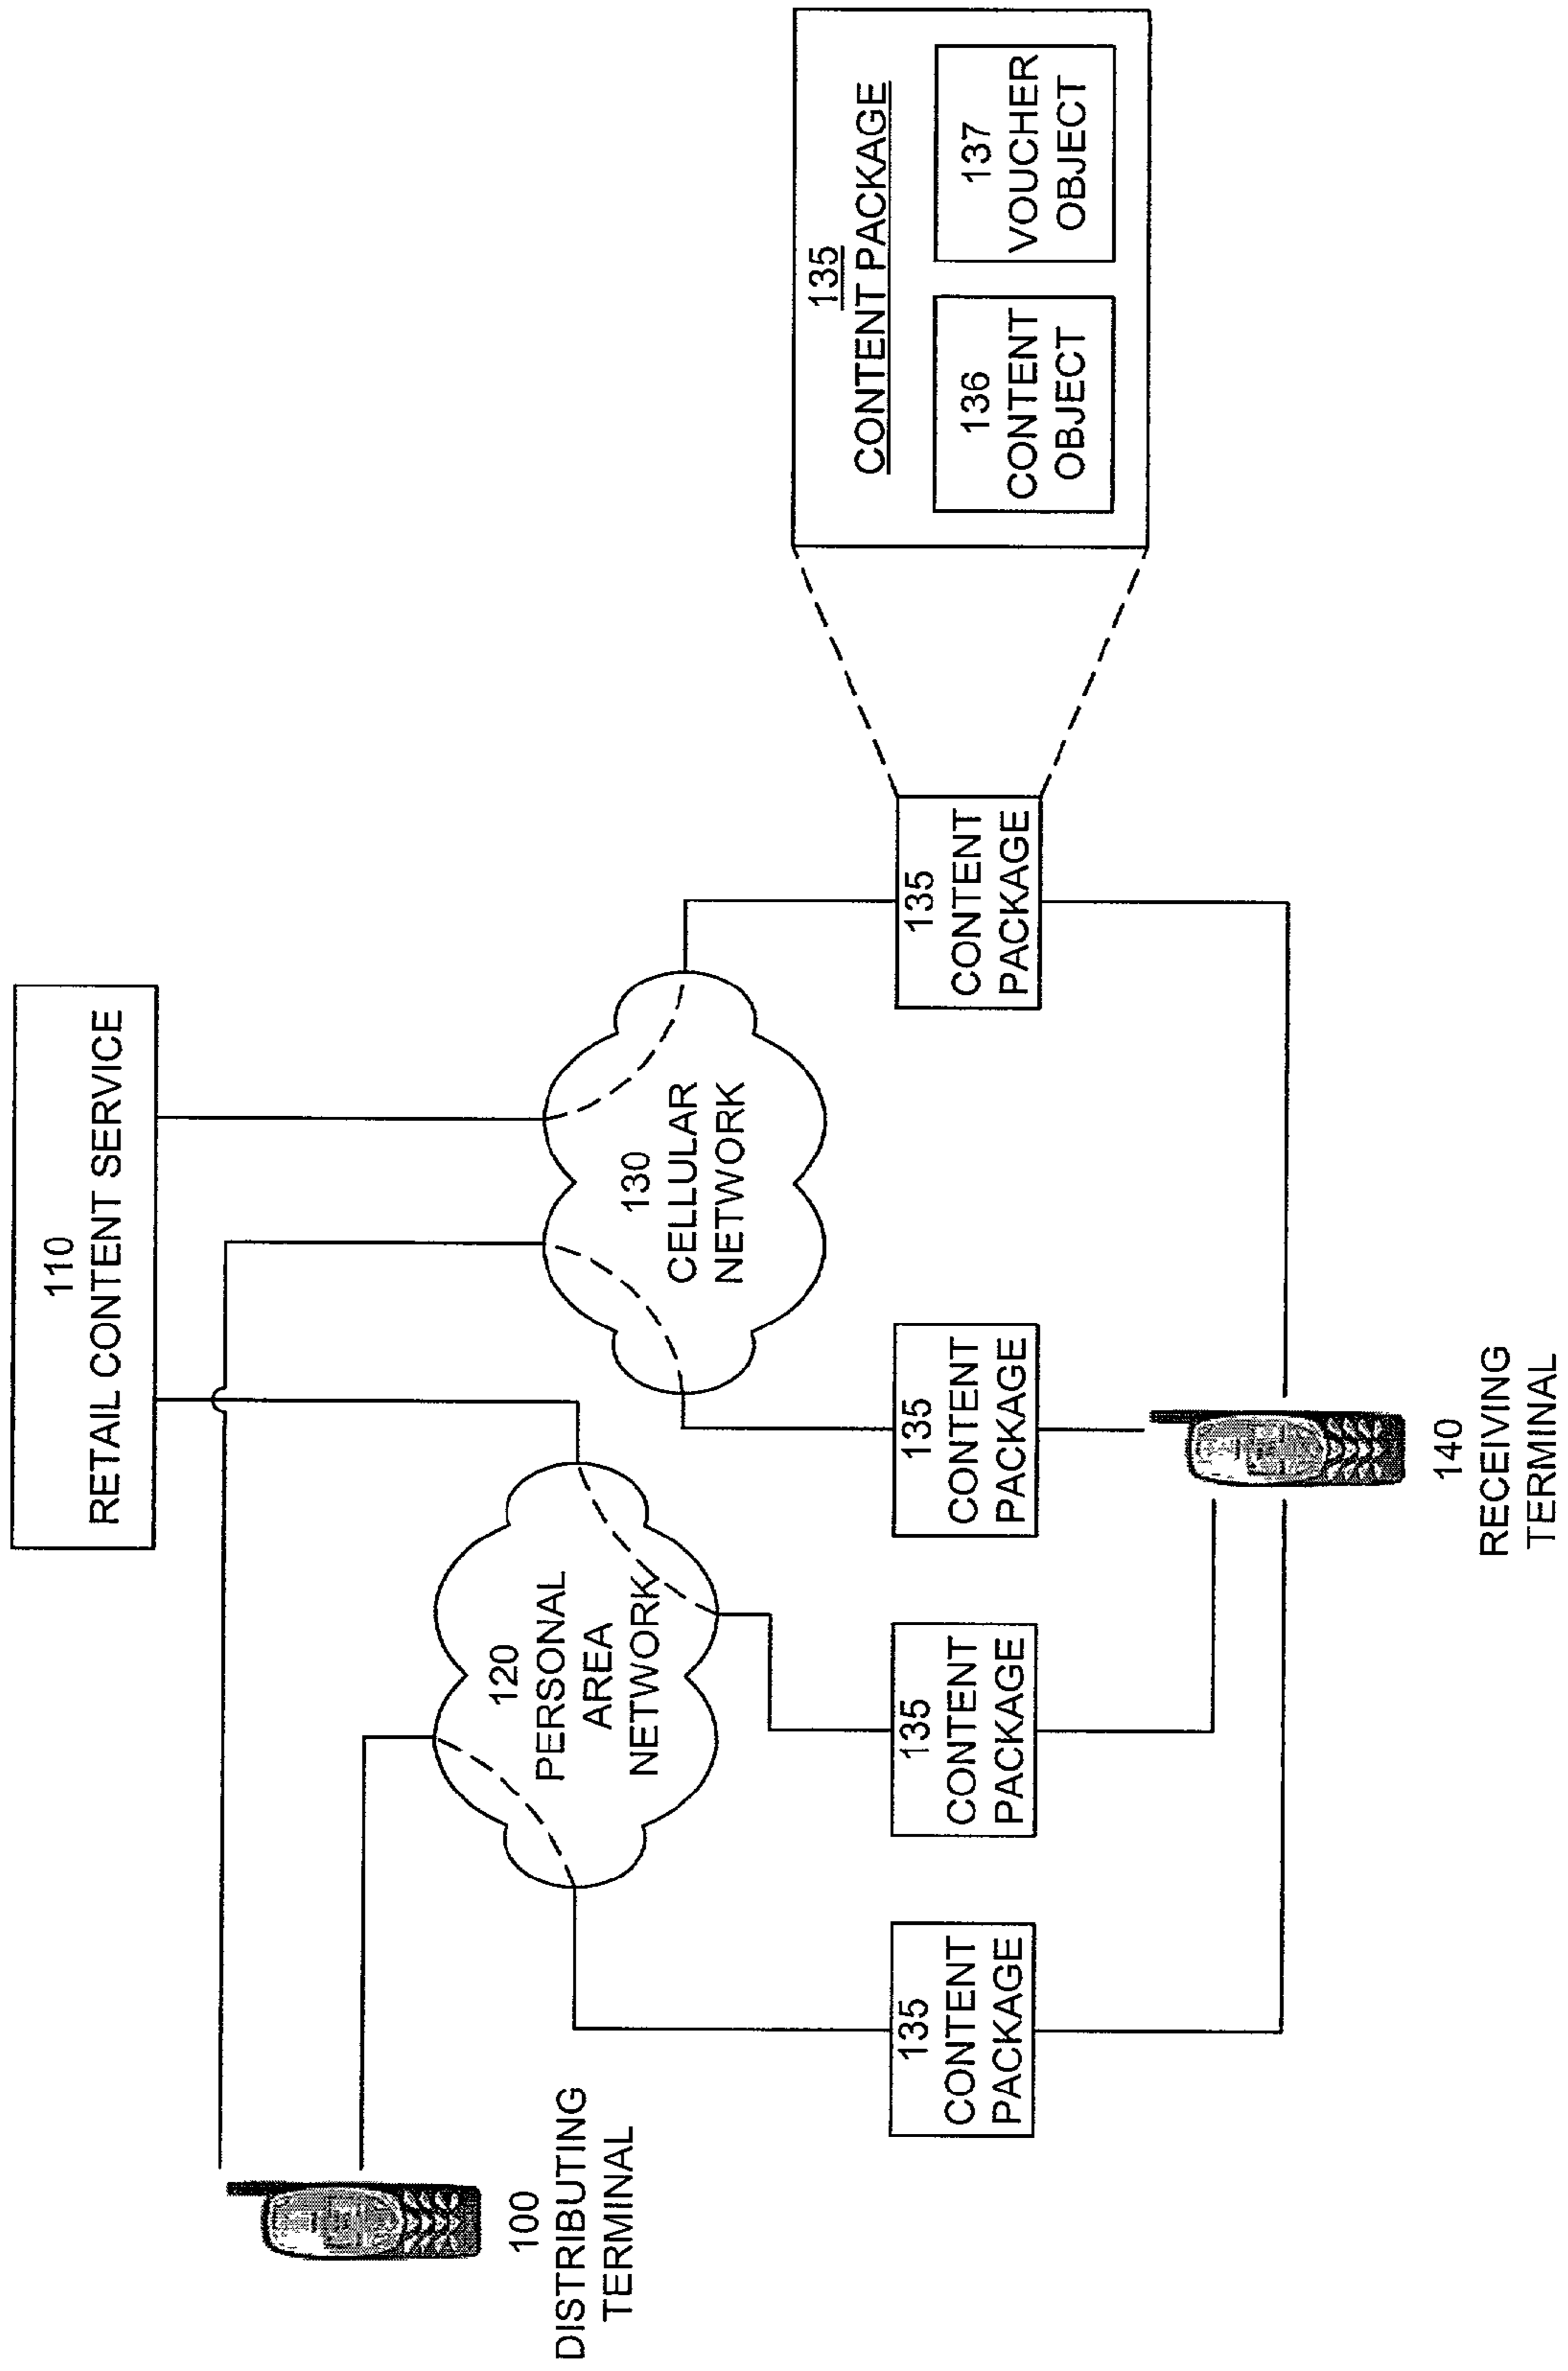 110
RETAIL CONTENT SERVICE
100
DISTRIBUTING
TERMINAL
120
PERSONAL
AREA
NETWORK
130
CELLULAR
NETWORK
135
CONTENT
PACKAGE
135
CONTENT
PACKAGE
135
CONTENT
PACKAGE
135
CONTENT
PACKAGE
135
CONTENT PACKAGE
136
CONTENT
OBJECT
137
VOUCHER
OBJECT
140
RECEIVING
TERMINAL